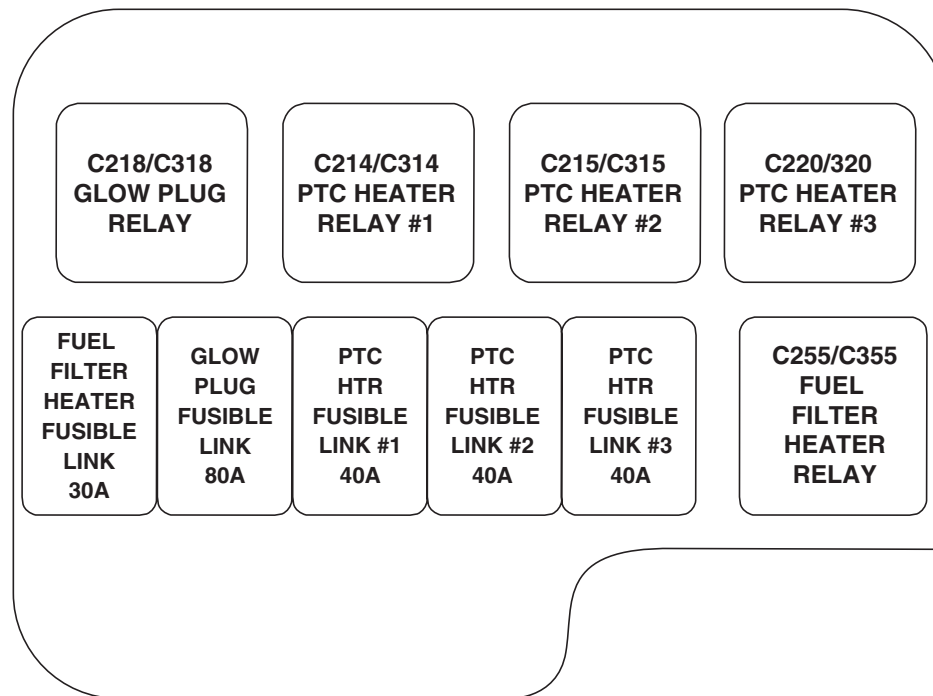 C218/C318
GLOW PLUG
RELAY
C214/C314
PTC HEATER
RELAY #1
C215/C315
PTC HEATER
RELAY #2
C220/320
PTC HEATER
RELAY #3
FUEL
FILTER
HEATER
FUSIBLE
LINK
30A
GLOW
PLUG
FUSIBLE
LINK
80A
PTC
HTR
FUSIBLE
LINK #1
40A
PTC
HTR
FUSIBLE
LINK #2
40A
PTC
HTR
FUSIBLE
LINK #3
40A
C255/C355
FUEL
FILTER
HEATER
RELAY